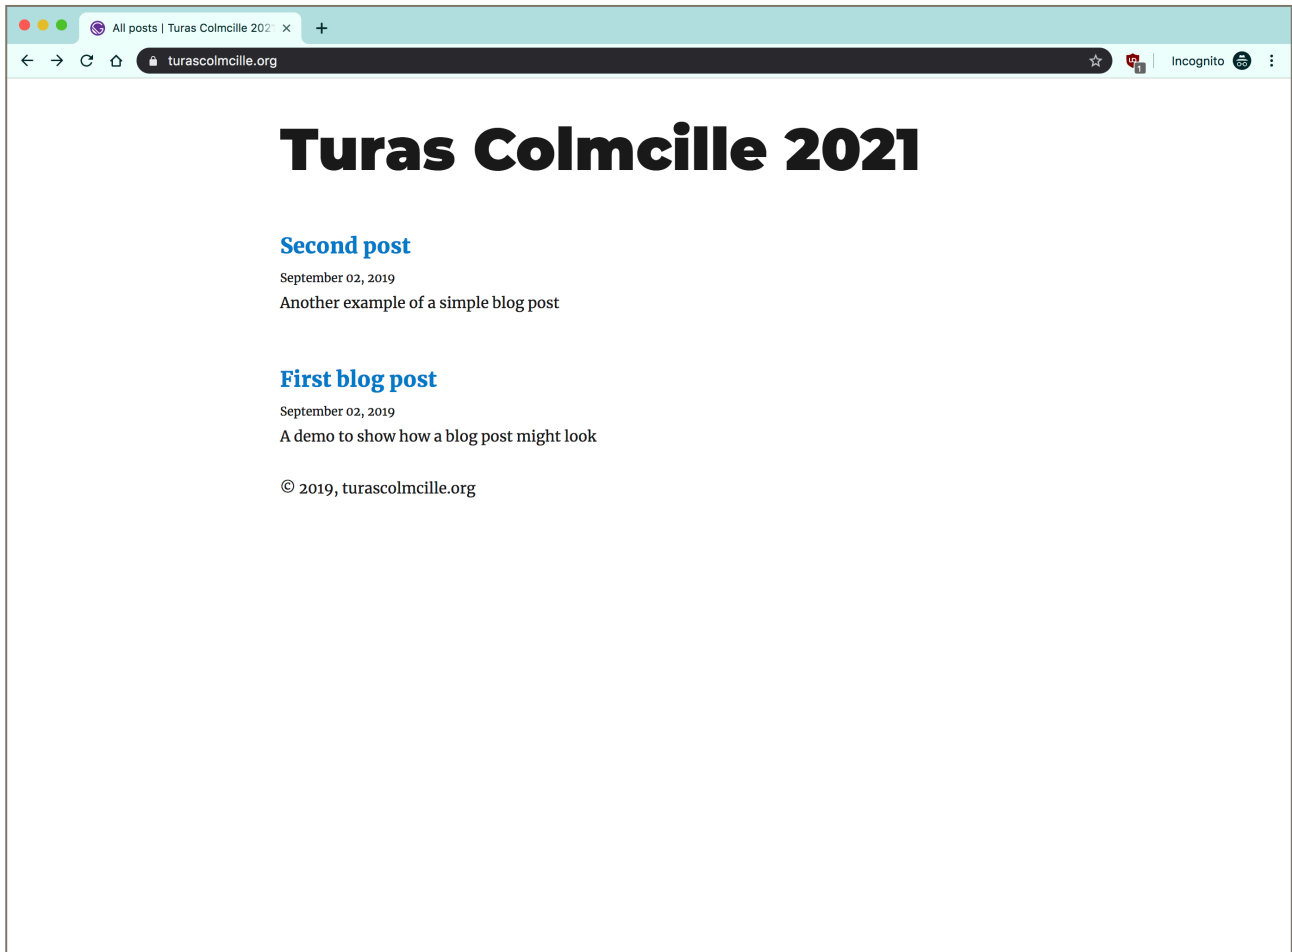 All posts | Turas Colmcille 2021
turascolmcille.org
1
Incognito
Turas Colmcille 2021
Second post
September 02, 2019
Another example of a simple blog post
First blog post
September 02, 2019
A demo to show how a blog post might look
© 2019, turascolmcille.org